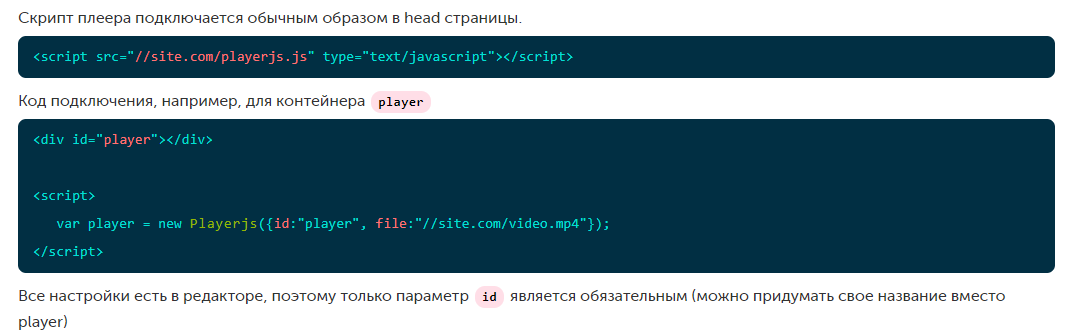 Скрипт плеера подключается обычным образом в head страницы.
<script src="//site.com/playerjs.js" type="text/javascript"></script>
Код подключения, например, для контейнера player
<div id="player"></div>
<script>
var player = new Playerjs({id:"player", file:"//site.com/video.mp4"});
</script>
Все настройки есть в редакторе, поэтому только параметр id является обязательным (можно придумать свое название вместо
player)